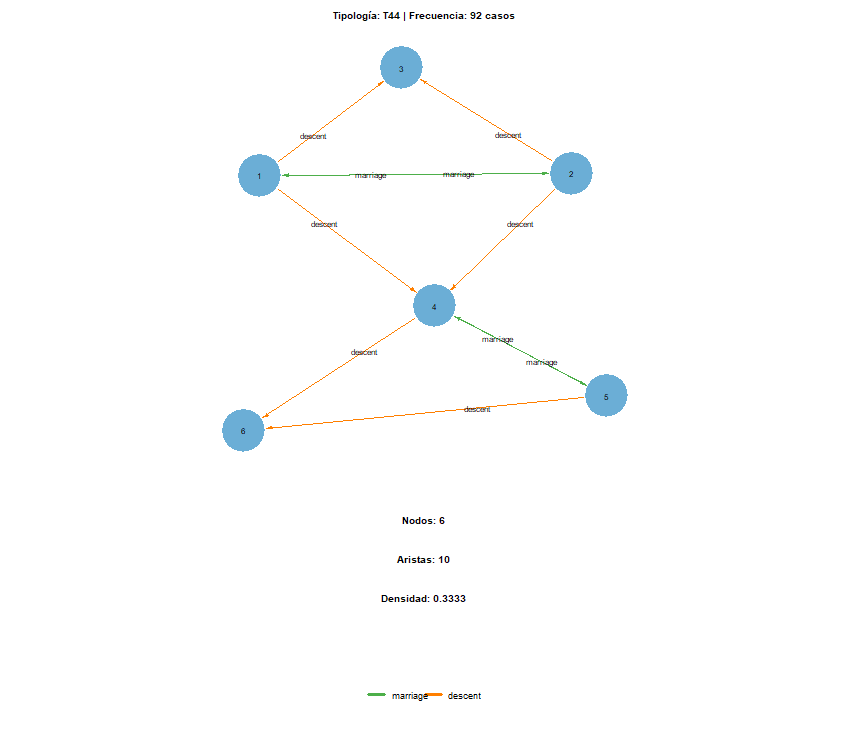 Tipología: T44 | Frecuencia: 92 casos
3
descent
descent
1
marriage
marriage
2
descent
descent
4
marriage
descent
marriage
5
descent
6
Nodos: 6
Aristas: 10
Densidad: 0.3333
marriage
descent